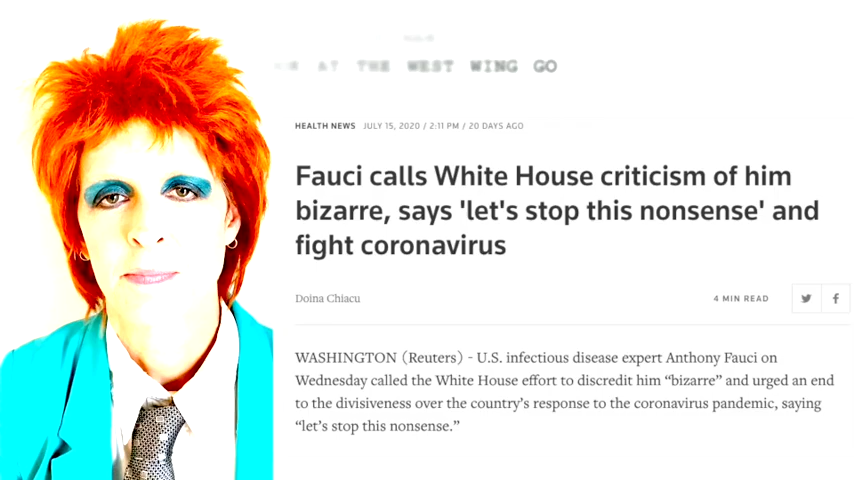 AT THE WEST WING GO
HEALTH NEWS JULY 15, 2020 / 2:11 PM / 20 DAYS AGO
Fauci calls White House criticism of him
bizarre, says 'let's stop this nonsense' and
fight coronavirus
Doina Chiacu
4 MIN READ
WASHINGTON (Reuters) - U.S. infectious disease expert Anthony Fauci on
Wednesday called the White House effort to discredit him “bizarre” and urged an end
to the divisiveness over the country’s response to the coronavirus pandemic, saying
“let’s stop this nonsense.”